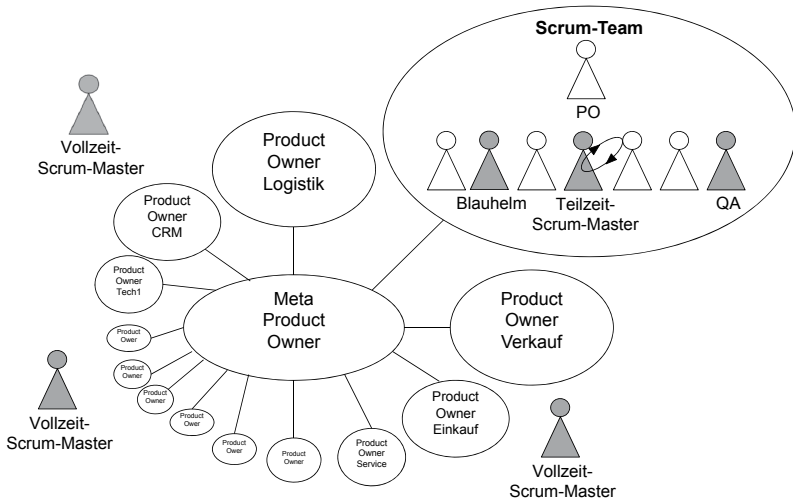 Scrum-Team
PO
Blauhelm
Teilzeit-
Scrum-Master
QA
Vollzeit-
Scrum-Master
Product
Owner
Logistik
Product
Owner
CRM
Product
Owner
Tech1
Meta
Product
Owner
Product
Owner
Verkauf
Product
Ower
Product
Owner
Product
Owner
Product
Ower
Product
Ower
Product
Owner
Product
Owner
Service
Product
Owner
Einkauf
Vollzeit-
Scrum-Master
Vollzeit-
Scrum-Master